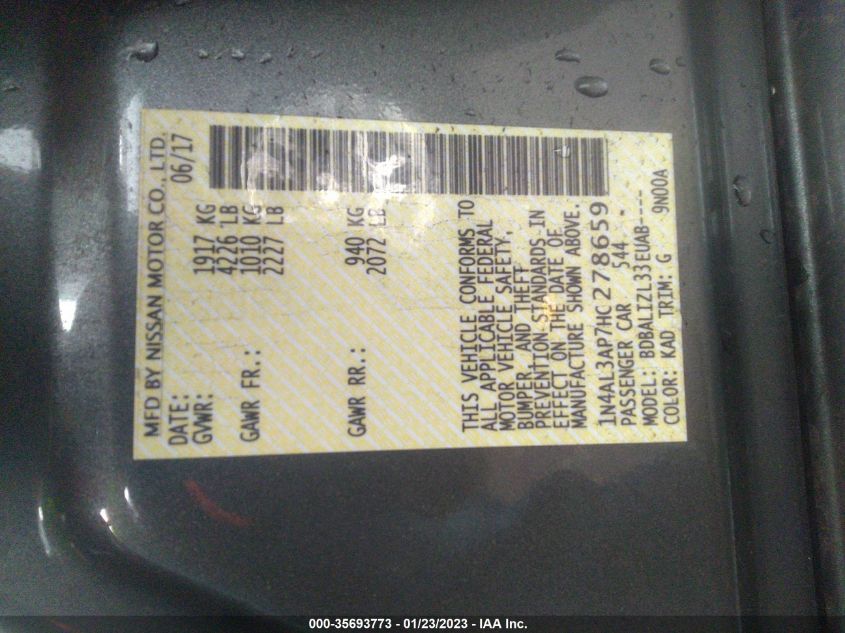 MFD BY NISSAN MOTOR CO., LTD.
DATE: 06/17
GVWR: 1917 KG
4226 LB
GAWR FR.: 1010 KG
2227 LB
GAWR RR.: 940 KG
2072 LB
THIS VEHICLE CONFORMS TO
ALL APPLICABLE FEDERAL
MOTOR VEHICLE SAFETY,
BUMPER, AND THEFT
PREVENTION STANDARDS IN
EFFECT ON THE DATE OF
MANUFACTURE SHOWN ABOVE.
1N4AL3AP7HC278659
PASSENGER CAR 544 -
MODEL: BDBALIZL33EUAB----
COLOR: KAD TRIM: G 9N00A
000-35693773 - 01/23/2023 - IAA Inc.